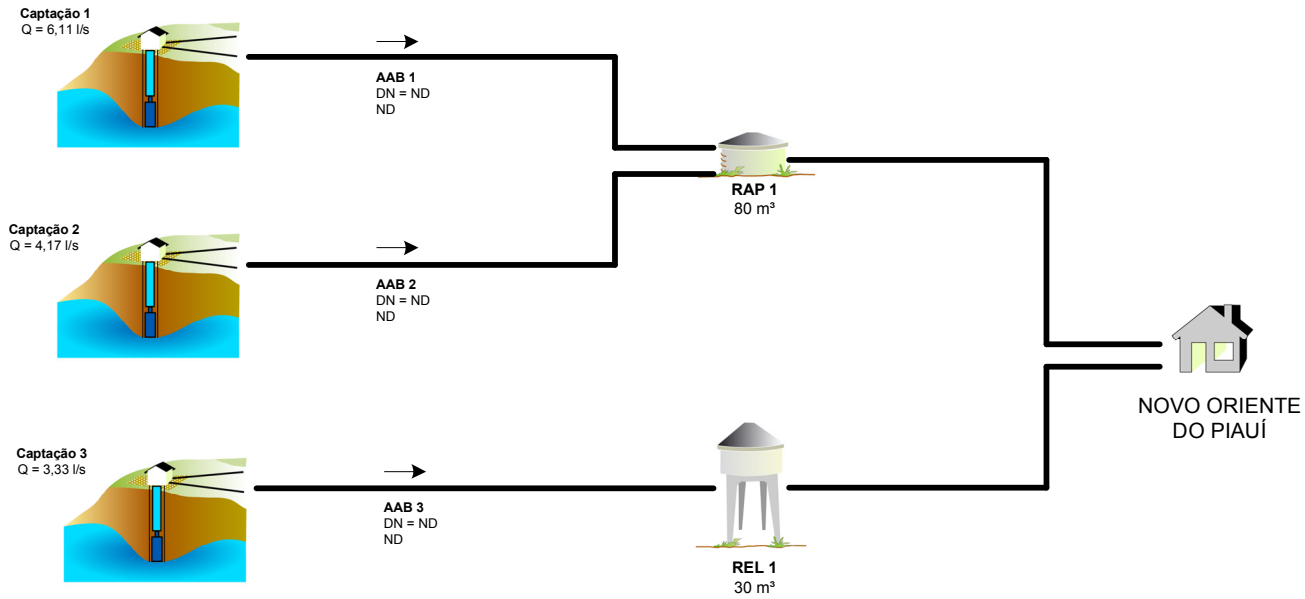 Captação 1
Q = 6,11 l/s
AAB 1
DN = ND
ND
RAP 1
80 m³
Captação 2
Q = 4,17 l/s
AAB 2
DN = ND
ND
NOVO ORIENTE
DO PIAUÍ
Captação 3
Q = 3,33 l/s
AAB 3
DN = ND
ND
REL 1
30 m³